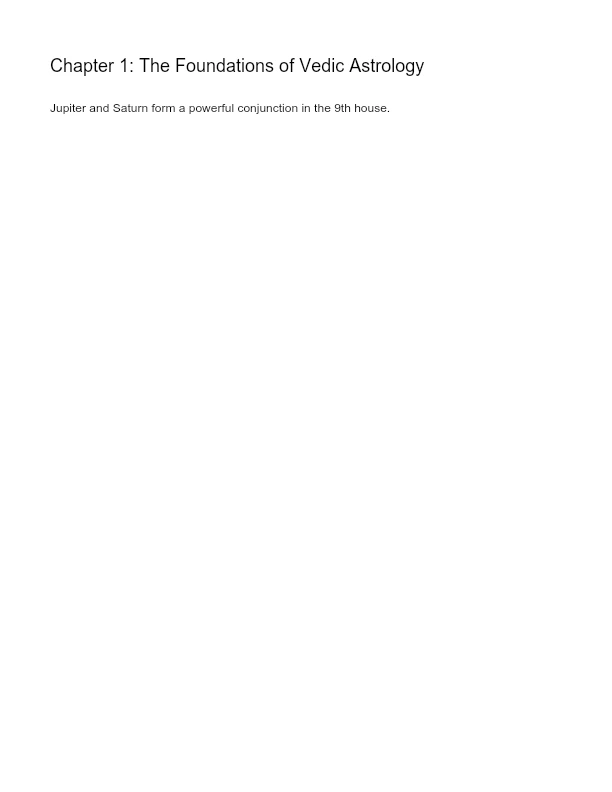 Chapter 1: The Foundations of Vedic Astrology
Jupiter and Saturn form a powerful conjunction in the 9th house.